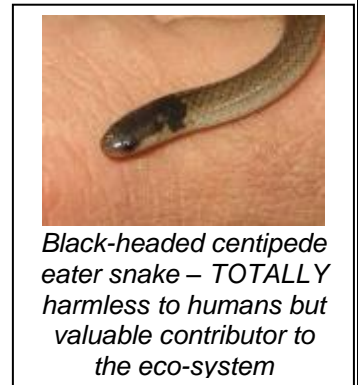 Black-headed centipede
eater snake – TOTALLY
harmless to humans but
valuable contributor to
the eco-system